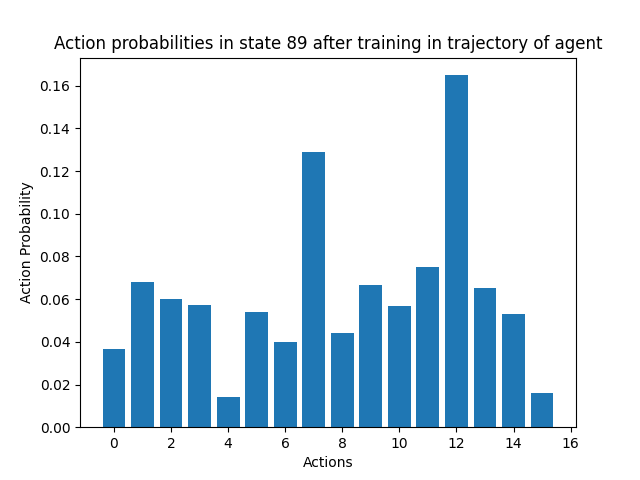 Action probabilities in state 89 after training in trajectory of agent
0.16
0.14
0.12
0.10
0.08
0.06
0.04
0.02
0.00
Action Probability
0 2 4 6 8 10 12 14 16
Actions